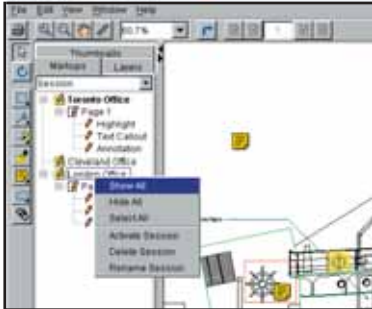 File Edit View Window Help
60.7%
1
Thumbnails
Markups Layers
Session
Toronto Office
Page 1
Highlight
Text Callout
Annotation
Cleveland Office
London Office
Show All
Hide All
Select All
Activate Session
Delete Session
Rename Session